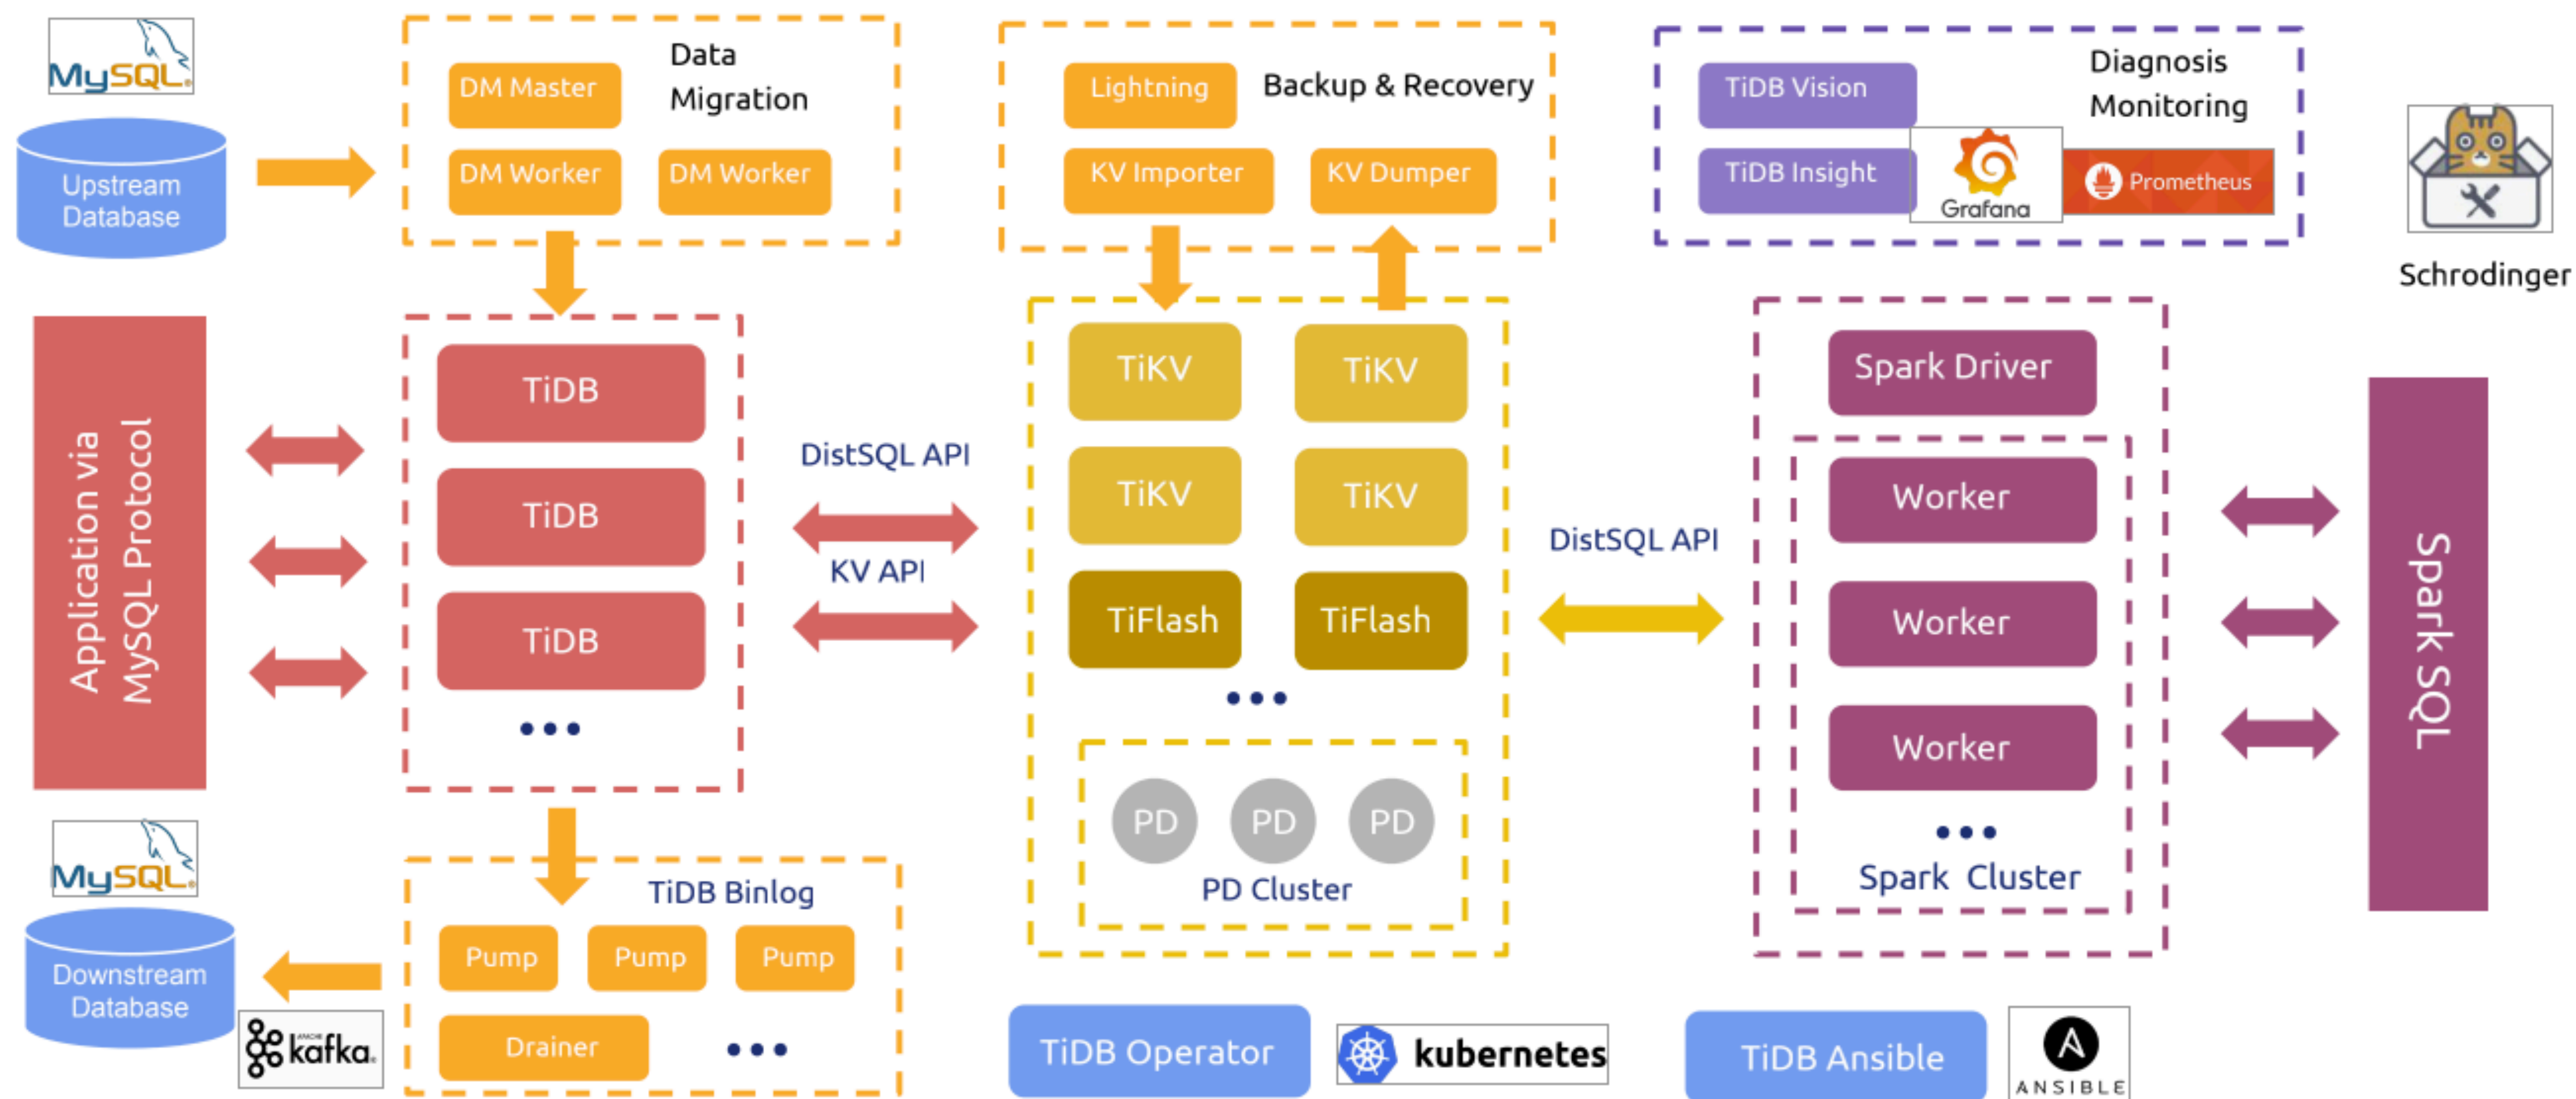 MySQL®
Upstream
Database
DM Master
Data
Migration
DM Worker
DM Worker
Lightning
Backup & Recovery
KV Importer
KV Dumper
TiDB Vision
TiDB Insight
Diagnosis
Monitoring
Grafana
Prometheus
Schrodinger
Application via
MySQL Protocol
TiDB
TiDB
TiDB
•••
DistSQL API
KV API
TiKV
TiKV
TiKV
TiKV
TiFlash
TiFlash
•••
PD
PD
PD
PD Cluster
DistSQL API
Spark Driver
Worker
Worker
Worker
•••
Spark Cluster
Spark SQL
MySQL®
Downstream
Database
APACHE
kafka®
TiDB Binlog
Pump
Pump
Pump
Drainer
•••
TiDB Operator
kubernetes
TiDB Ansible
ANSIBLE